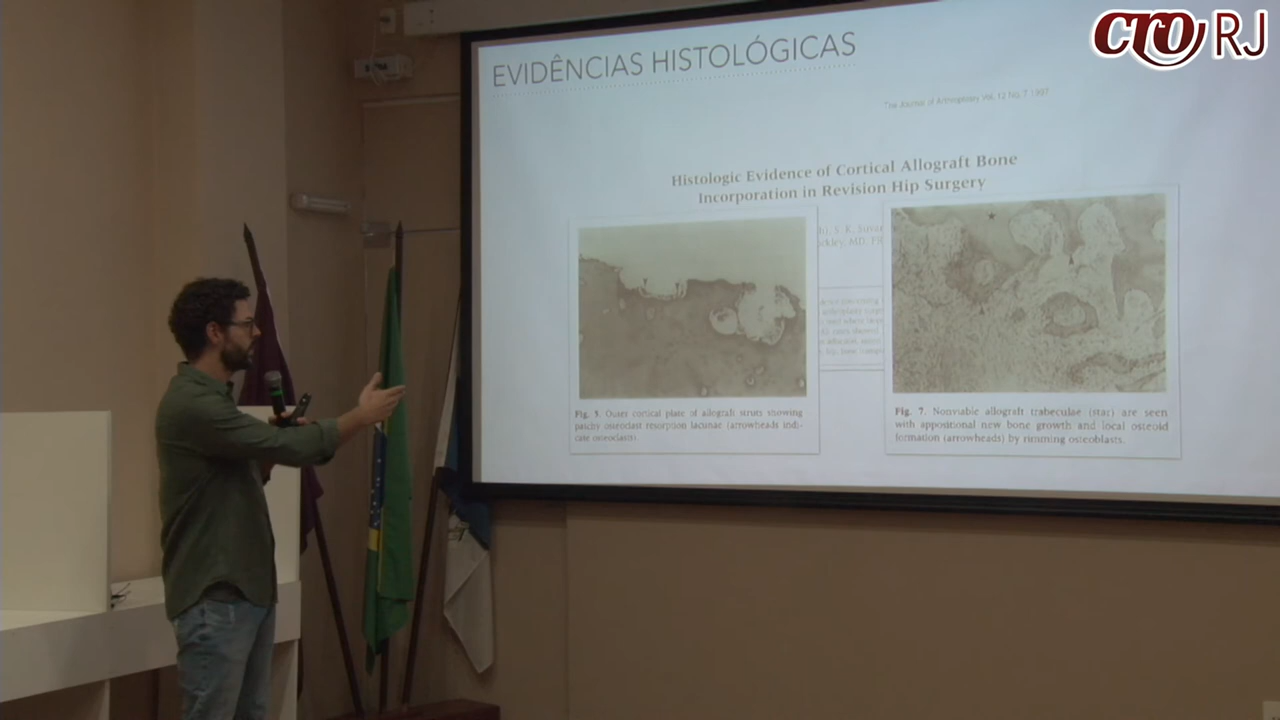 CTO RJ
EVIDÊNCIAS HISTOLÓGICAS
The Journal of Arthroplasty Vol. 12 No. 7 1997
Histologic Evidence of Cortical Allograft Bone
Incorporation in Revision Hip Surgery
S. K.
MD,
Fig. 5. Outer cortical plate of allograft struts showing
patchy osteoclast resorption lacunae (arrowheads indi-
cate osteoclasts).
Fig. 7. Nonviable allograft trabeculae (star) are seen
with appositional new bone growth and local osteoid
formation (arrowheads) by rimming osteoblasts.